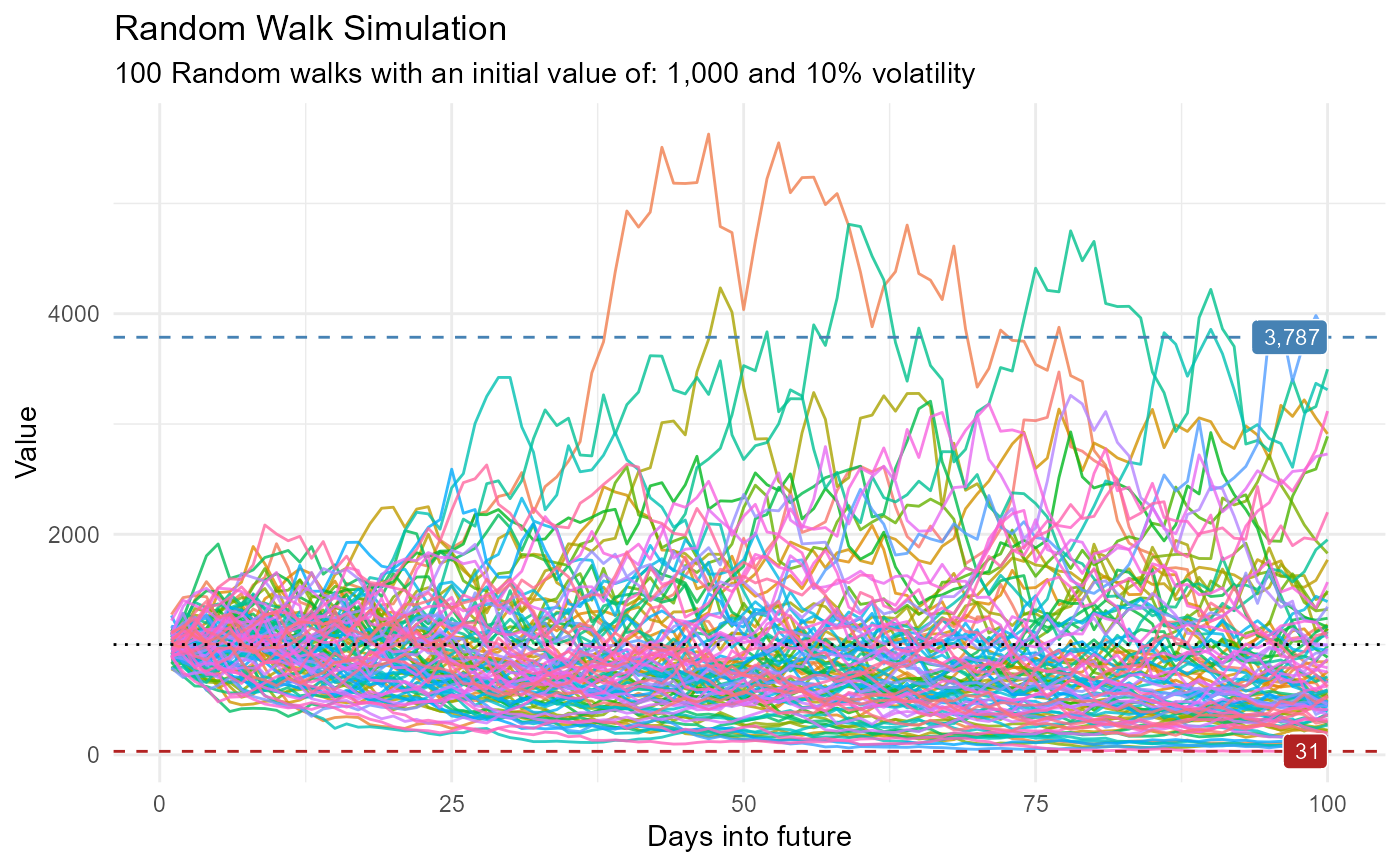 Random Walk Simulation
100 Random walks with an initial value of: 1,000 and 10% volatility
Value
4000
2000
0
3,787
31
0
25
50
75
100
Days into future